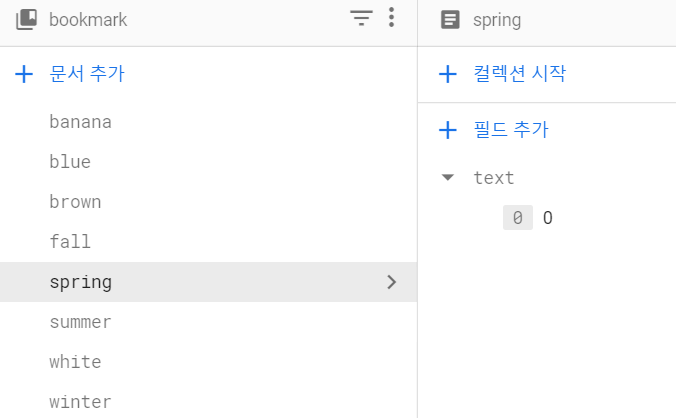 bookmark
문서 추가
banana
blue
brown
fall
spring
summer
white
winter
spring
컬렉션 시작
필드 추가
text
0 0